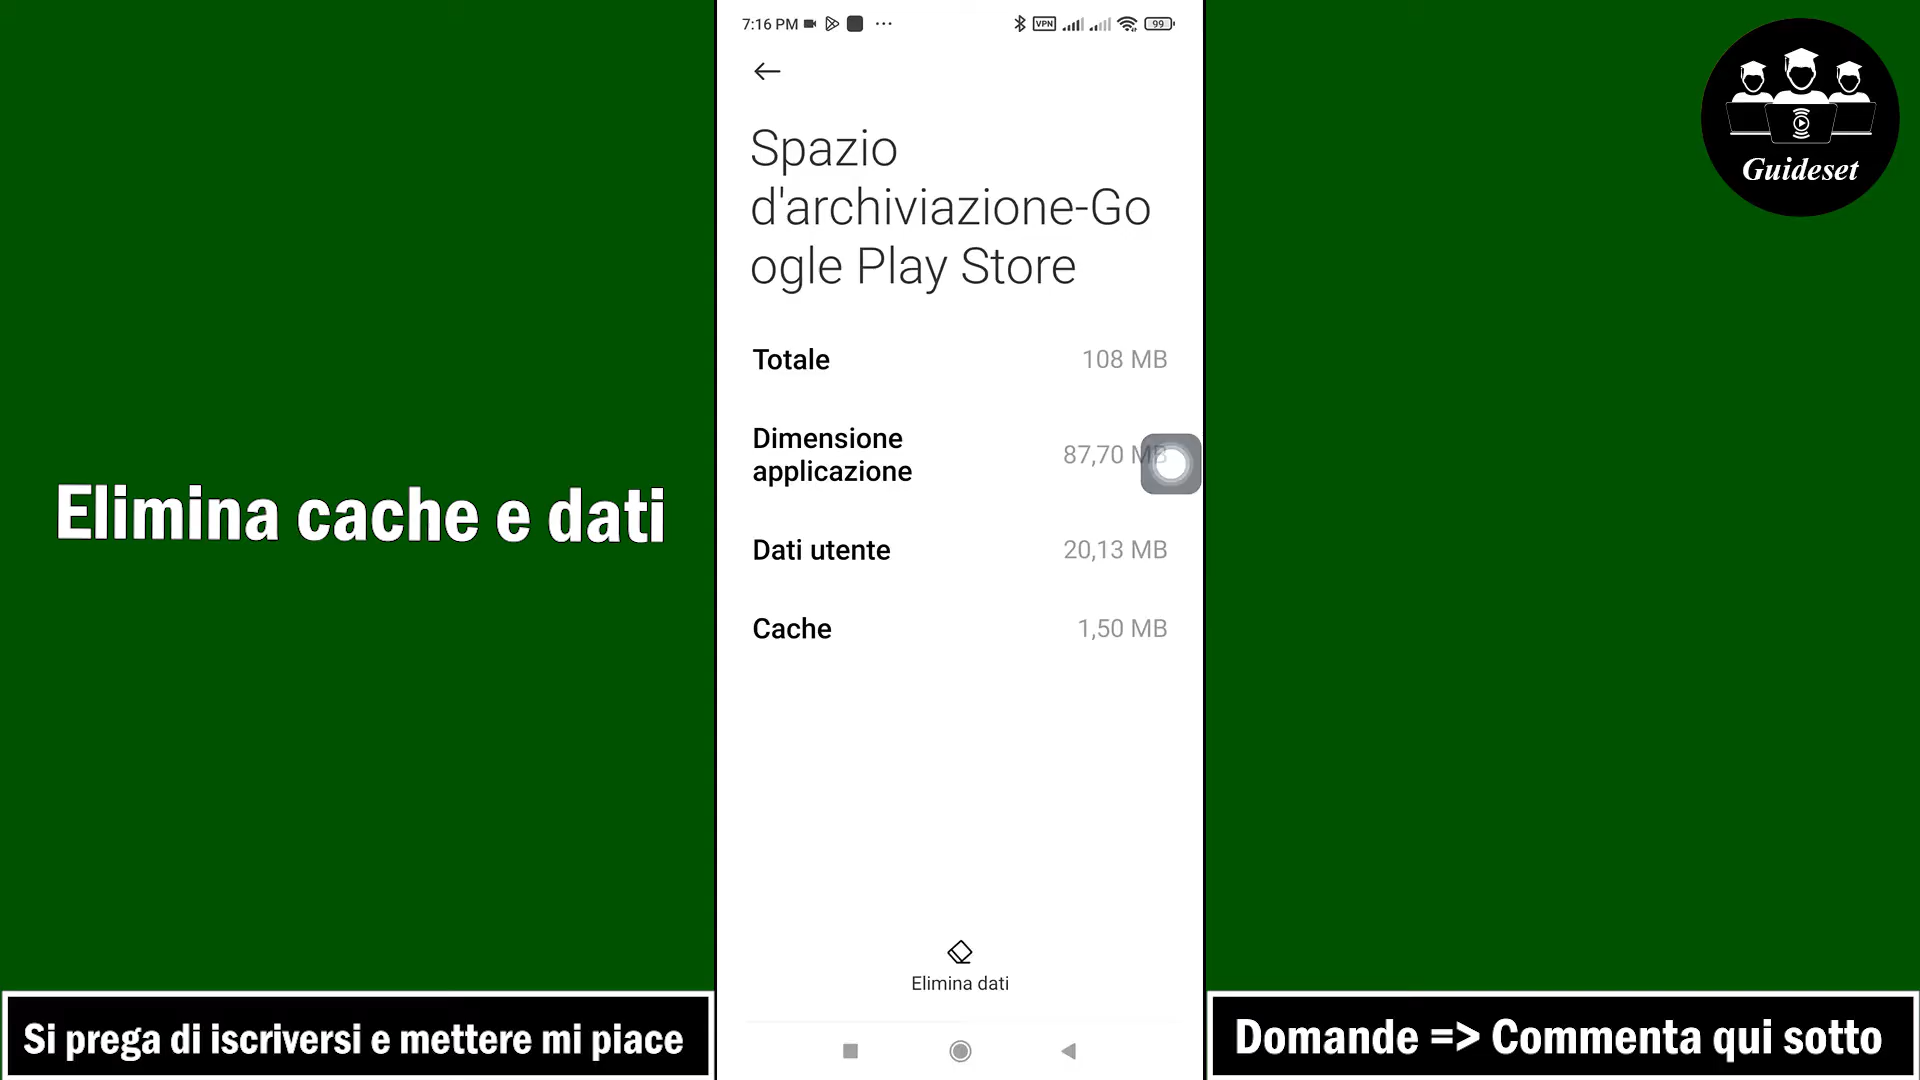 7:16 PM
VPN
99
Guideset
Spazio
d'archiviazione-Go
ogle Play Store
Totale 108 MB
Dimensione
applicazione
87,70 MB
Dati utente 20,13 MB
Cache 1,50 MB
Elimina cache e dati
Elimina dati
Si prega di iscriversi e mettere mi piace
Domande => Commenta qui sotto